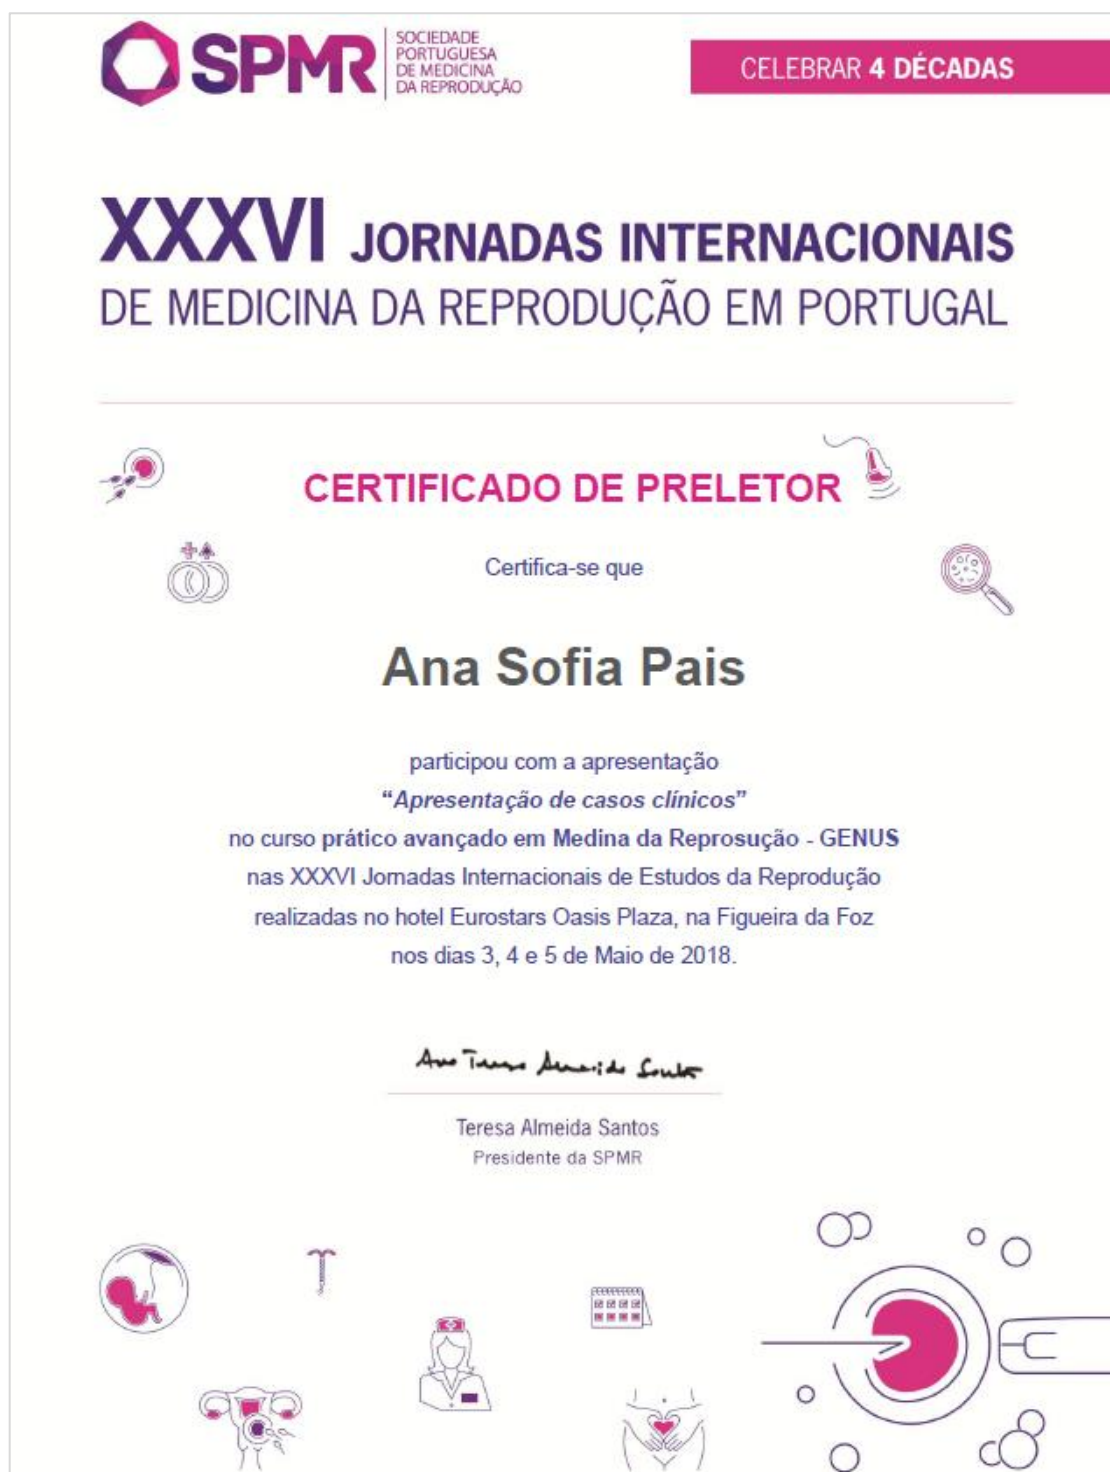 SPMR
SOCIEDADE
PORTUGUESA
DE MEDICINA
DA REPRODUÇÃO
CELEBRAR 4 DÉCADAS
XXXVI JORNADAS INTERNACIONAIS
DE MEDICINA DA REPRODUÇÃO EM PORTUGAL
CERTIFICADO DE PRELETOR
Certifica-se que
Ana Sofia Pais
participou com a apresentação
“Apresentação de casos clínicos”
no curso prático avançado em Medina da Reprosução - GENUS
nas XXXVI Jornadas Internacionais de Estudos da Reprodução
realizadas no hotel Eurostars Oasis Plaza, na Figueira da Foz
nos dias 3, 4 e 5 de Maio de 2018.
Ana Teresa Almeida Santos
Teresa Almeida Santos
Presidente da SPMR